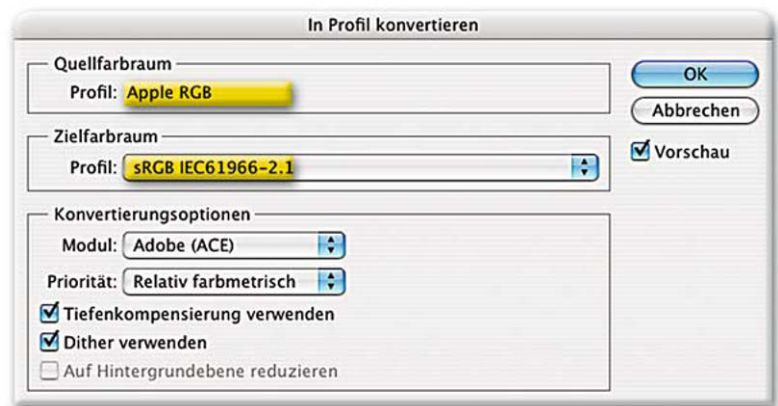 In Profil konvertieren
Quellfarbraum
Profil: Apple RGB
OK
Abbrechen
Vorschau
Zielfarbraum
Profil: sRGB IEC61966-2.1
Konvertierungsoptionen
Modul: Adobe (ACE)
Priorität: Relativ farbmetrisch
Tiefenkompensierung verwenden
Dither verwenden
Auf Hintergrundebene reduzieren